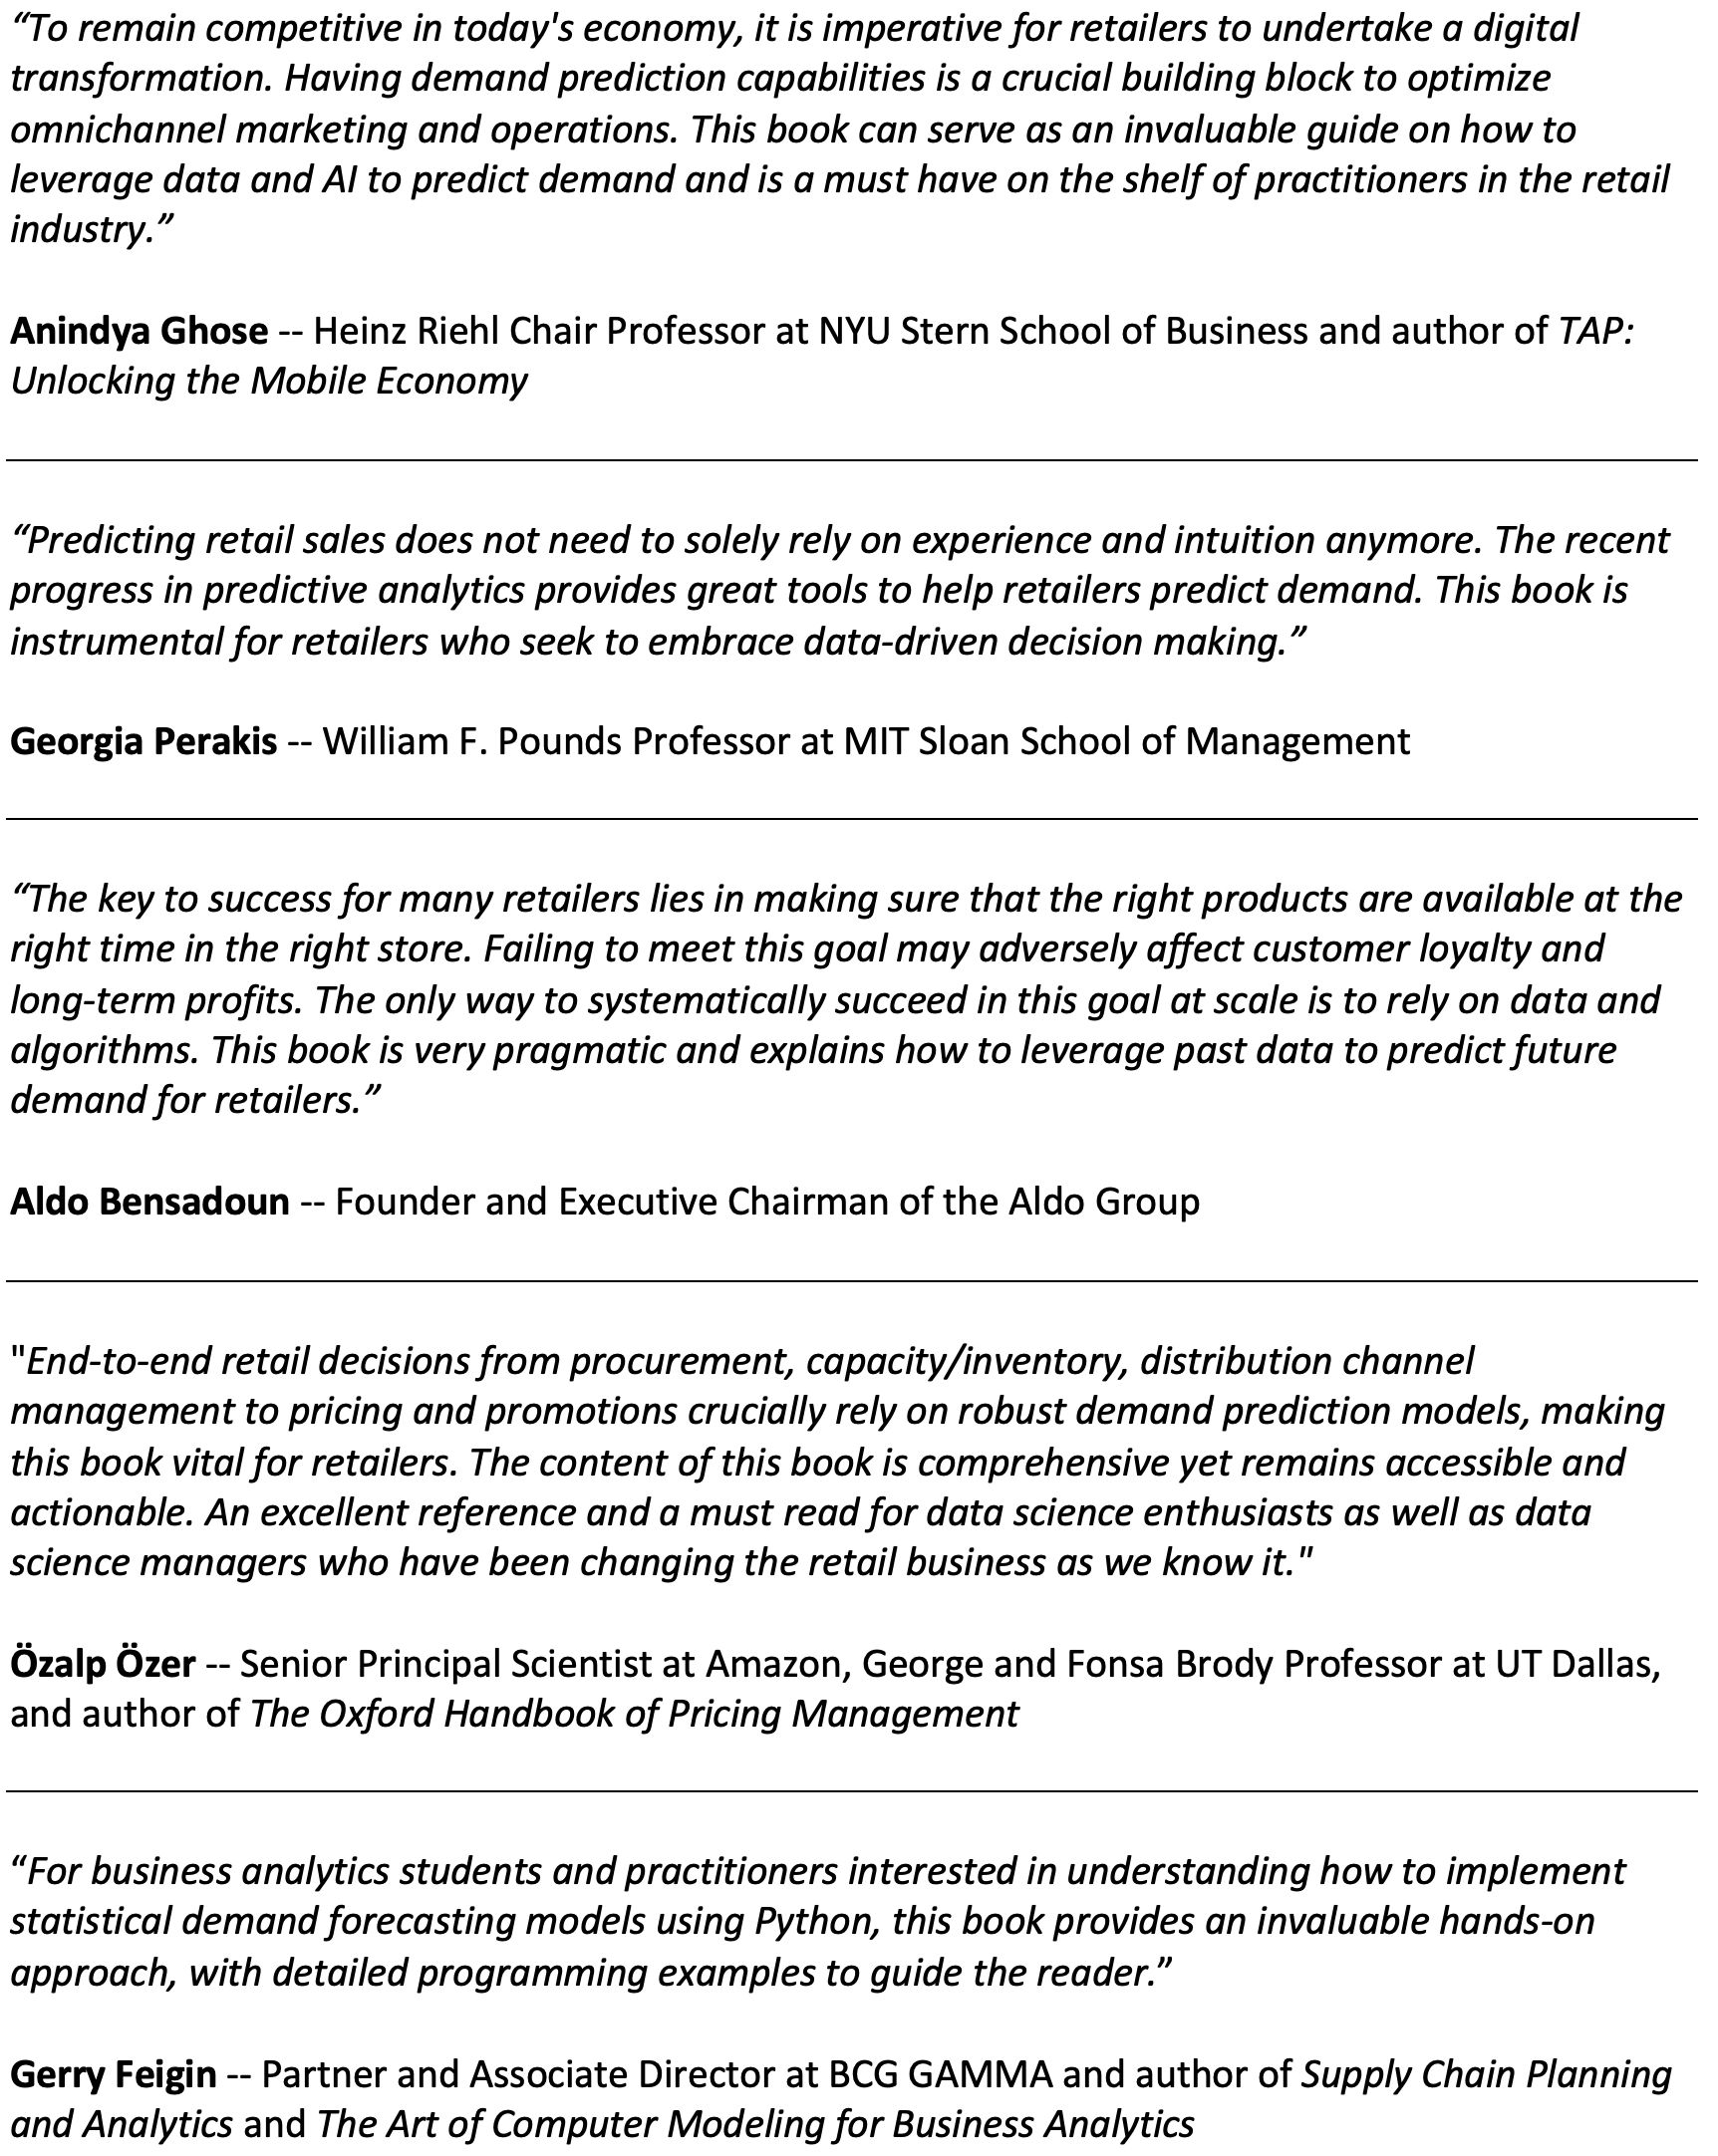 “To remain competitive in today's economy, it is imperative for retailers to undertake a digital
transformation. Having demand prediction capabilities is a crucial building block to optimize
omnichannel marketing and operations. This book can serve as an invaluable guide on how to
leverage data and AI to predict demand and is a must have on the shelf of practitioners in the retail
industry.”
Anindya Ghose -- Heinz Riehl Chair Professor at NYU Stern School of Business and author of TAP:
Unlocking the Mobile Economy
“Predicting retail sales does not need to solely rely on experience and intuition anymore. The recent
progress in predictive analytics provides great tools to help retailers predict demand. This book is
instrumental for retailers who seek to embrace data-driven decision making.”
Georgia Perakis -- William F. Pounds Professor at MIT Sloan School of Management
“The key to success for many retailers lies in making sure that the right products are available at the
right time in the right store. Failing to meet this goal may adversely affect customer loyalty and
long-term profits. The only way to systematically succeed in this goal at scale is to rely on data and
algorithms. This book is very pragmatic and explains how to leverage past data to predict future
demand for retailers.”
Aldo Bensadoun -- Founder and Executive Chairman of the Aldo Group
"End-to-end retail decisions from procurement, capacity/inventory, distribution channel
management to pricing and promotions crucially rely on robust demand prediction models, making
this book vital for retailers. The content of this book is comprehensive yet remains accessible and
actionable. An excellent reference and a must read for data science enthusiasts as well as data
science managers who have been changing the retail business as we know it."
Özalp Özer -- Senior Principal Scientist at Amazon, George and Fonsa Brody Professor at UT Dallas,
and author of The Oxford Handbook of Pricing Management
“For business analytics students and practitioners interested in understanding how to implement
statistical demand forecasting models using Python, this book provides an invaluable hands-on
approach, with detailed programming examples to guide the reader.”
Gerry Feigin -- Partner and Associate Director at BCG GAMMA and author of Supply Chain Planning
and Analytics and The Art of Computer Modeling for Business Analytics